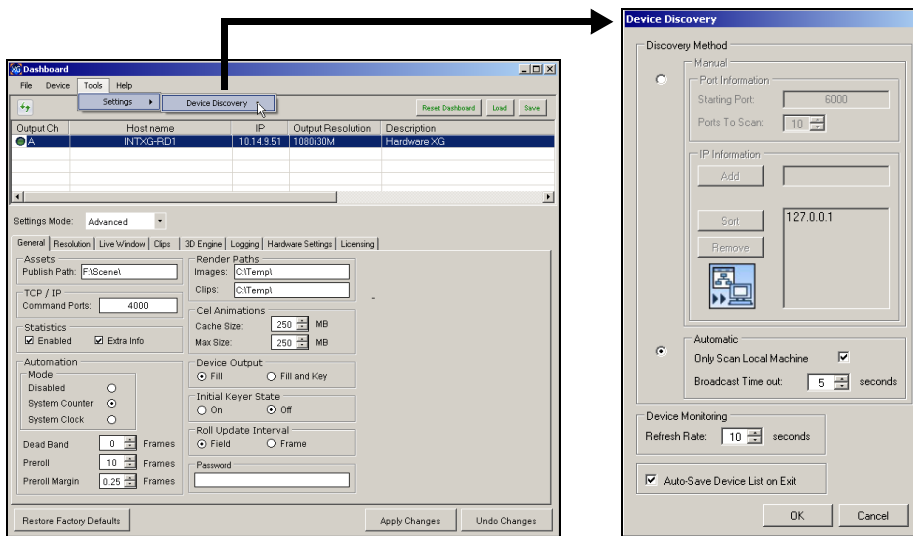 XG Dashboard
File Device Tools Help
Settings
Device Discovery
Reset Dashboard Load Save
Output Ch Host name IP Output Resolution Description
A INTXG-RD1 10.14.9.51 1080i30M Hardware XG
Settings Mode: Advanced
General Resolution Live Window Clips 3D Engine Logging Hardware Settings Licensing
Assets
Publish Path: F:\Scene\
TCP / IP
Command Ports: 4000
Statistics
Enabled Extra Info
Automation
Mode
Disabled
System Counter
System Clock
Dead Band 0 Frames
Preroll 10 Frames
Preroll Margin 0.25 Frames
Render Paths
Images: C:\Temp\
Clips: C:\Temp\
Cel Animations
Cache Size: 250 MB
Max Size: 250 MB
Device Output
Fill Fill and Key
Initial Keyer State
On Off
Roll Update Interval
Field Frame
Password
Restore Factory Defaults Apply Changes Undo Changes
Device Discovery
Discovery Method
Manual
Port Information
Starting Port: 6000
Ports To Scan: 10
IP Information
Add
Sort
Remove
127.0.0.1
Automatic
Only Scan Local Machine
Broadcast Time out: 5 seconds
Device Monitoring
Refresh Rate: 10 seconds
Auto-Save Device List on Exit
OK Cancel